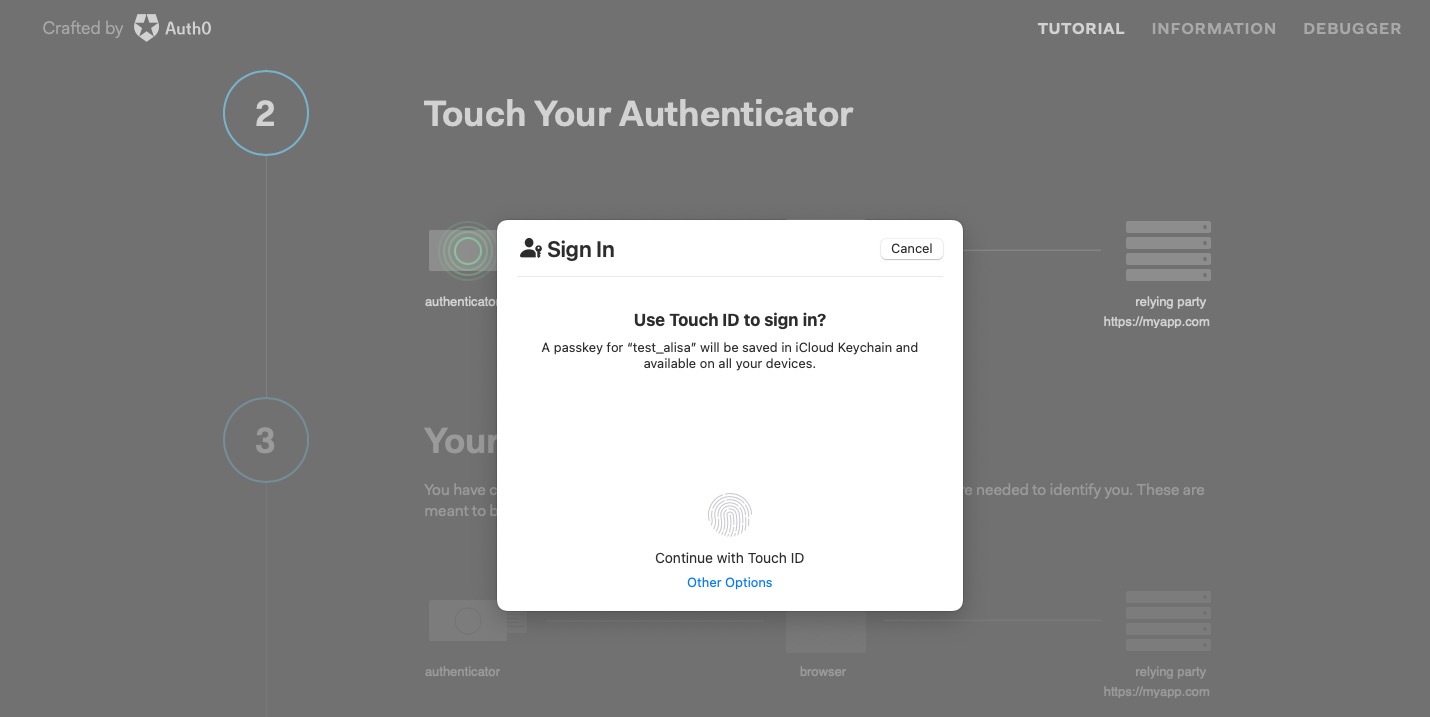 Crafted by Auth0
TUTORIAL INFORMATION DEBUGGER
2
Touch Your Authenticator
authenticator
relying party
https://myapp.com
Sign In
Cancel
Use Touch ID to sign in?
A passkey for “test_alisa” will be saved in iCloud Keychain and
available on all your devices.
Continue with Touch ID
Other Options
3
Your
You have
needed to identify you. These are
meant to
authenticator
browser
relying party
https://myapp.com